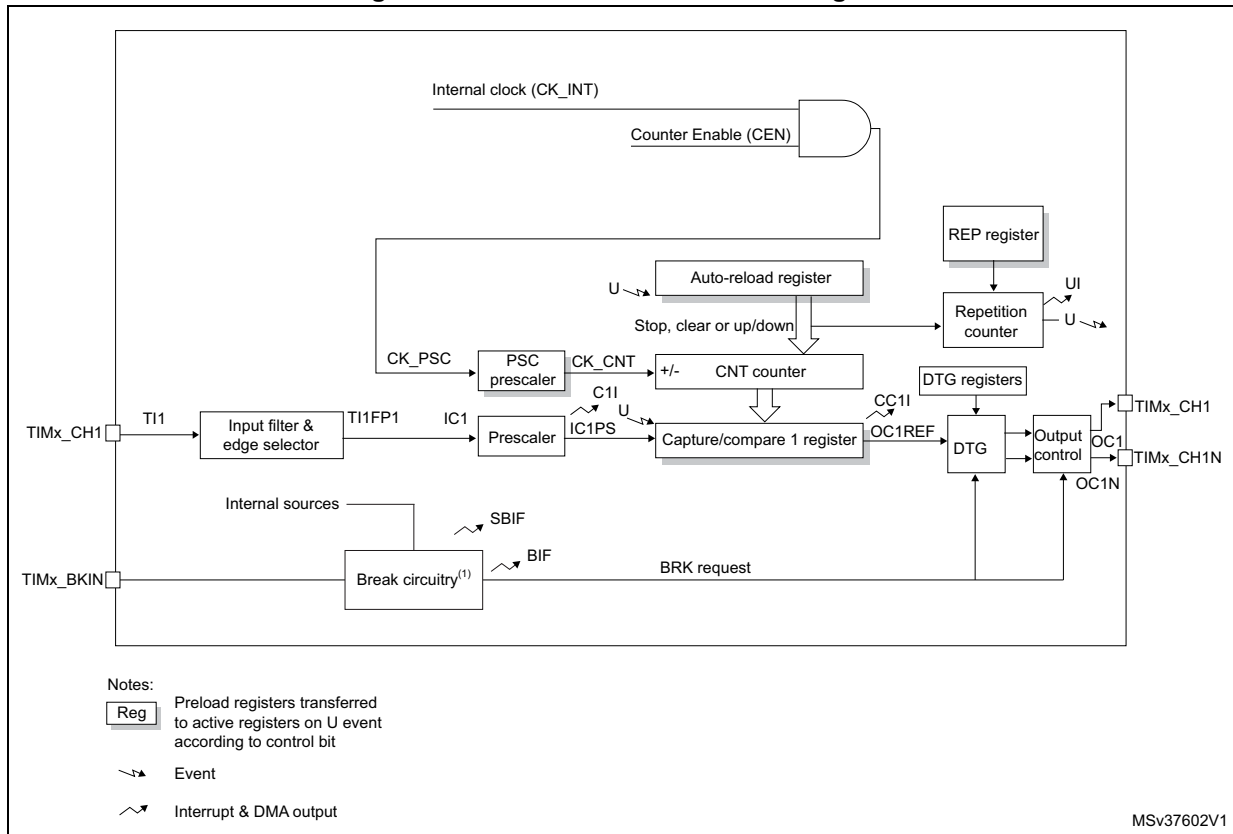 Internal clock (CK_INT)
Counter Enable (CEN)
REP register
Auto-reload register
U
UI
Stop, clear or up/down
Repetition
counter
U
CK_PSC
PSC
prescaler
CK_CNT
+/-
CNT counter
DTG registers
TIMx_CH1
TI1
Input filter &
edge selector
TI1FP1
IC1
Prescaler
C1I
IC1PS
U
Capture/compare 1 register
CC1I
OC1REF
DTG
Output
control
OC1
TIMx_CH1
TIMx_CH1N
OC1N
Internal sources
SBIF
BIF
TIMx_BKIN
Break circuitry(1)
BRK request
Notes:
Reg
Preload registers transferred
to active registers on U event
according to control bit
Event
Interrupt & DMA output
MSv37602V1